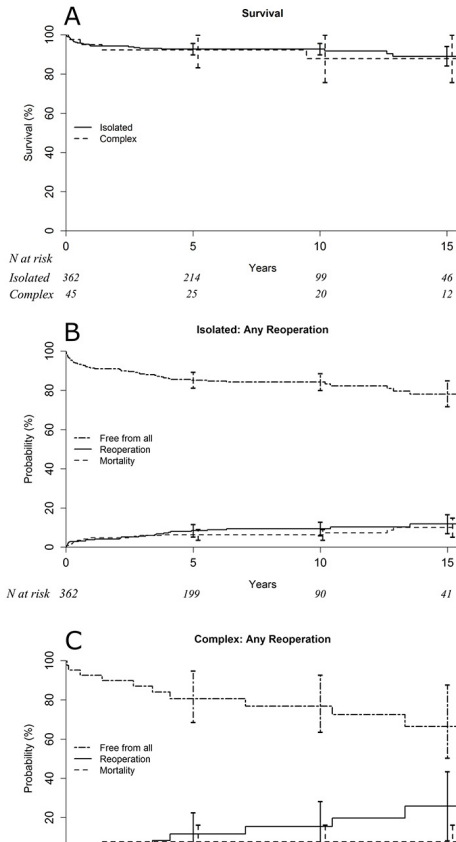 A
Survival
100
80
60
40
20
0
Survival (%)
Isolated
Complex
0 5 10 15
Years
N at risk
Isolated 362 214 99 46
Complex 45 25 20 12
B
Isolated: Any Reoperation
100
80
60
40
20
0
Probability (%)
Free from all
Reoperation
Mortality
0 5 10 15
Years
N at risk 362 199 90 41
C
Complex: Any Reoperation
100
80
60
40
20
Probability (%)
Free from all
Reoperation
Mortality